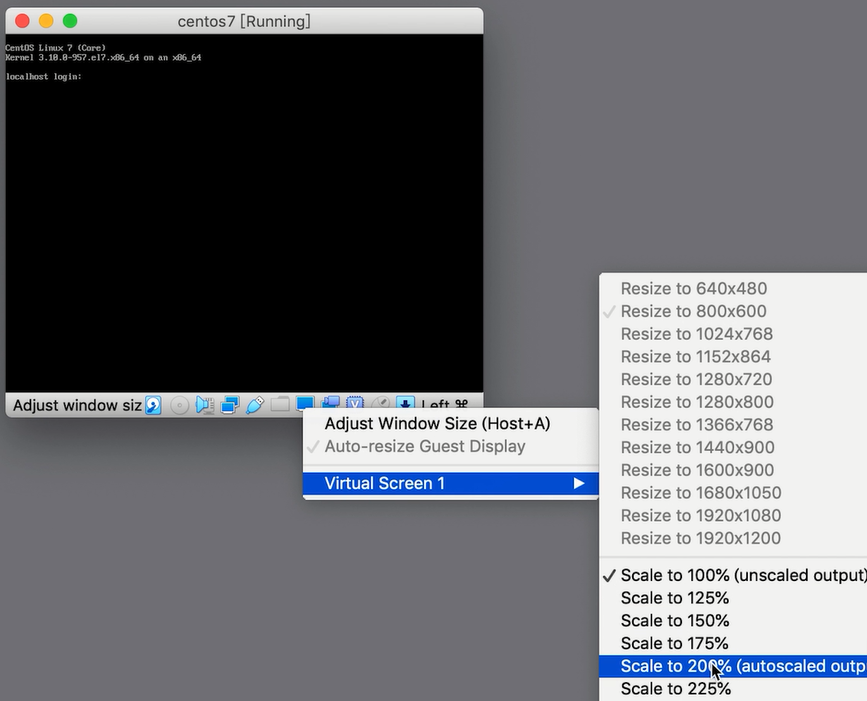 centos7 [Running]
CentOS Linux 7 (Core)
Kernel 3.10.0-957.el7.x86_64 on an x86_64
localhost login:
Adjust window siz
Left ⌘
Adjust Window Size (Host+A)
Auto-resize Guest Display
Virtual Screen 1
Resize to 640x480
Resize to 800x600
Resize to 1024x768
Resize to 1152x864
Resize to 1280x720
Resize to 1280x800
Resize to 1366x768
Resize to 1440x900
Resize to 1600x900
Resize to 1680x1050
Resize to 1920x1080
Resize to 1920x1200
Scale to 100% (unscaled output)
Scale to 125%
Scale to 150%
Scale to 175%
Scale to 200% (autoscaled outp
Scale to 225%